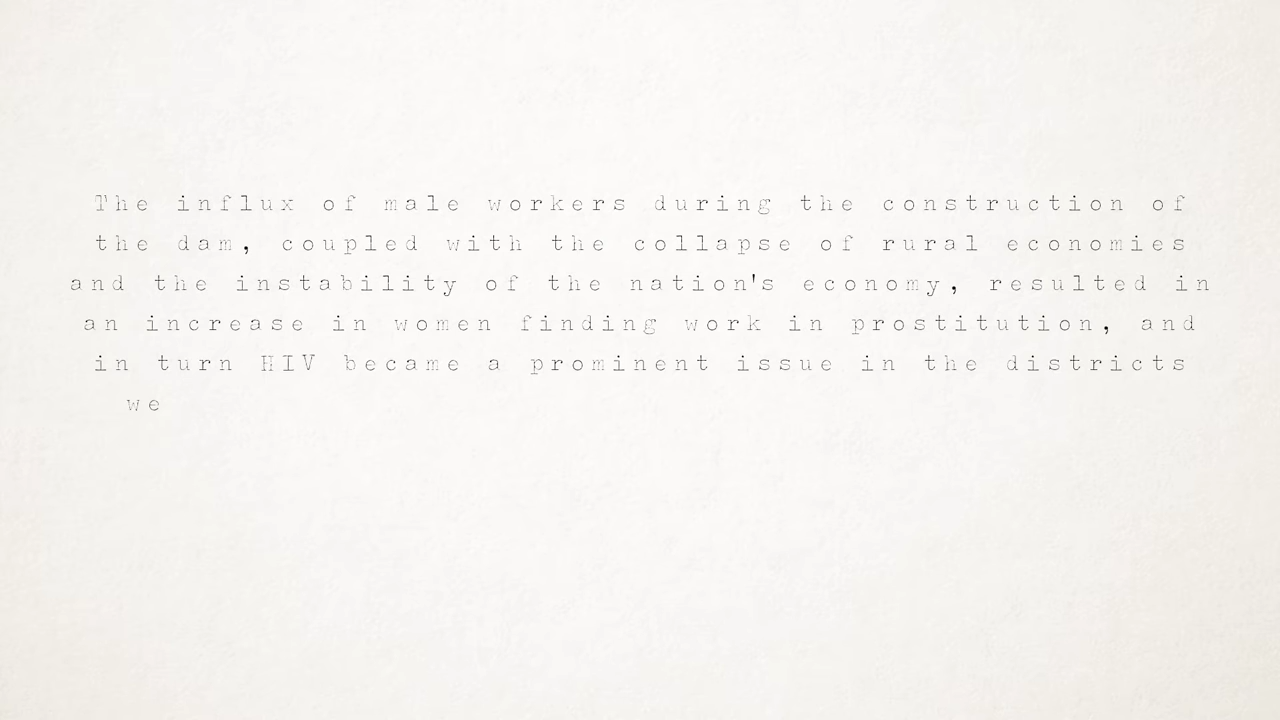 The influx of male workers during the construction of
the dam, coupled with the collapse of rural economies
and the instability of the nation's economy, resulted in
an increase in women finding work in prostitution, and
in turn HIV became a prominent issue in the districts
we